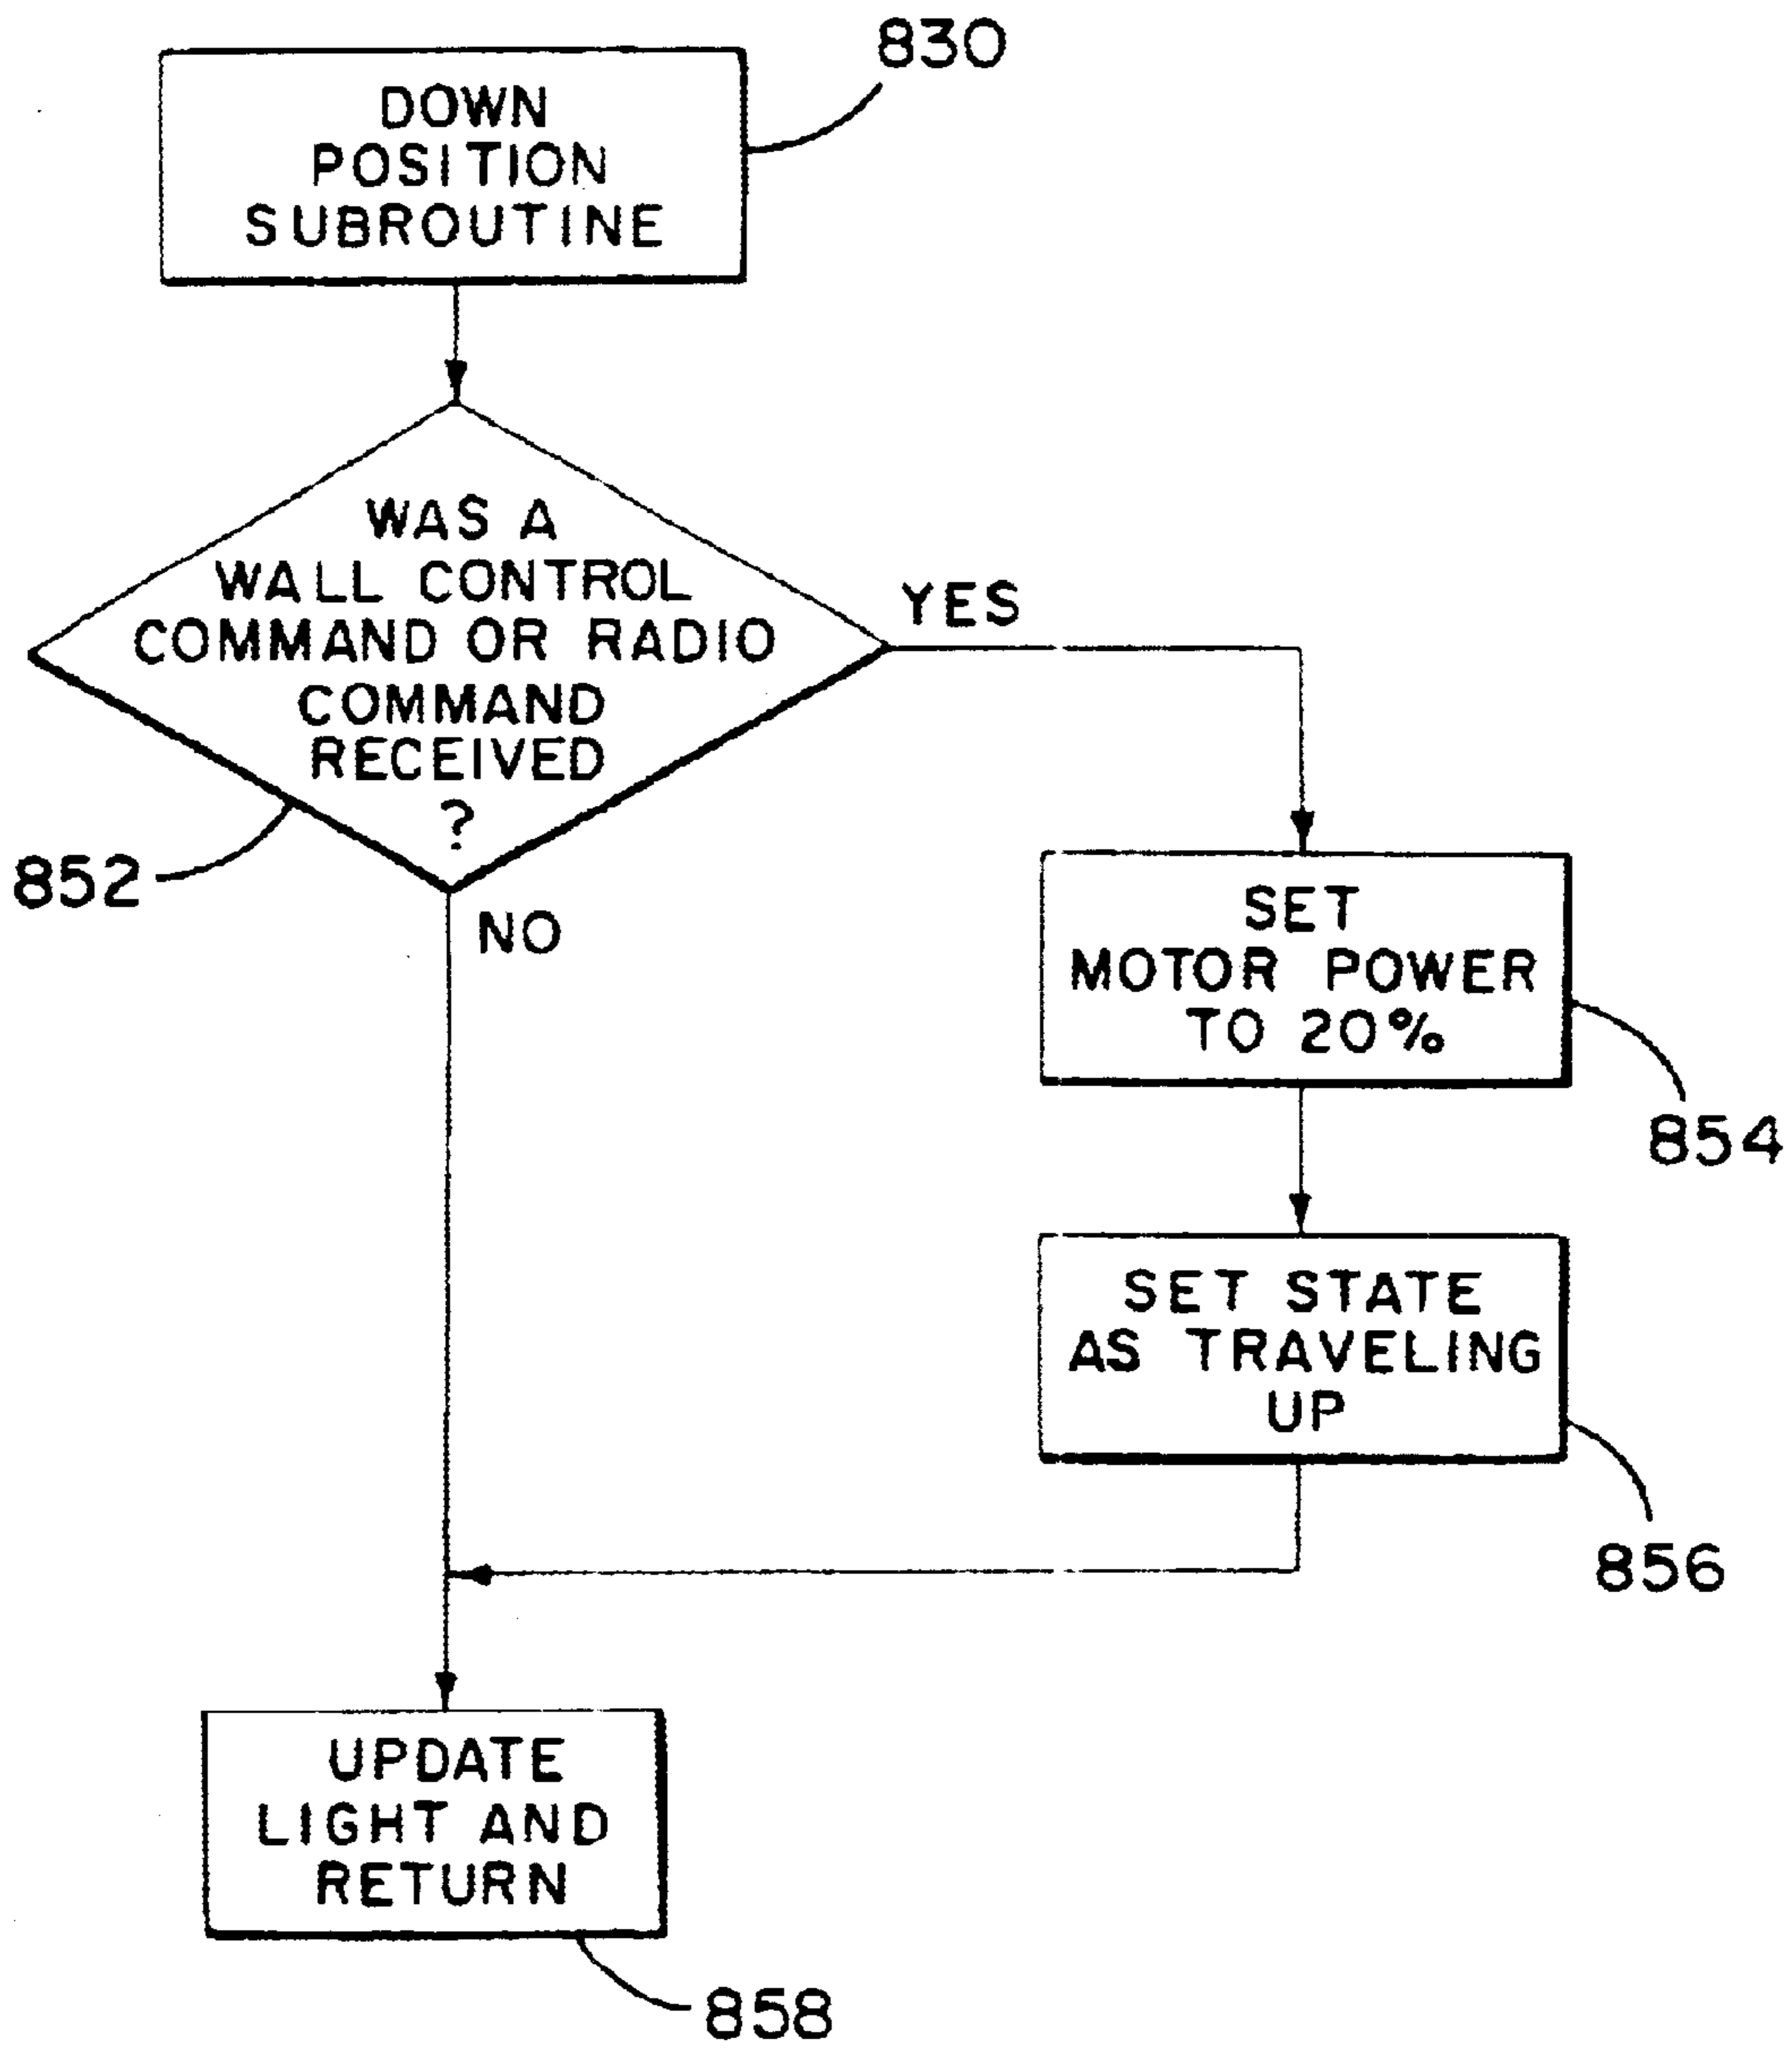 830
DOWN
POSITION
SUBROUTINE
WAS A
WALL CONTROL
COMMAND OR RADIO
COMMAND
RECEIVED
?
YES
852
NO
SET
MOTOR POWER
TO 20%
854
SET STATE
AS TRAVELING
UP
856
UPDATE
LIGHT AND
RETURN
858